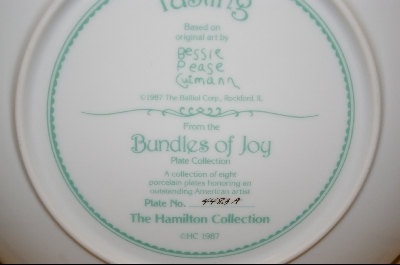 Tasting
Based on
original art by
Bessie
Pease
Gutmann
©1987 The Balliol Corp., Rockford, IL
From the
Bundles of Joy
Plate Collection
A collection of eight
porcelain plates honoring an
outstanding American artist
Plate No.
The Hamilton Collection
©HC 1987